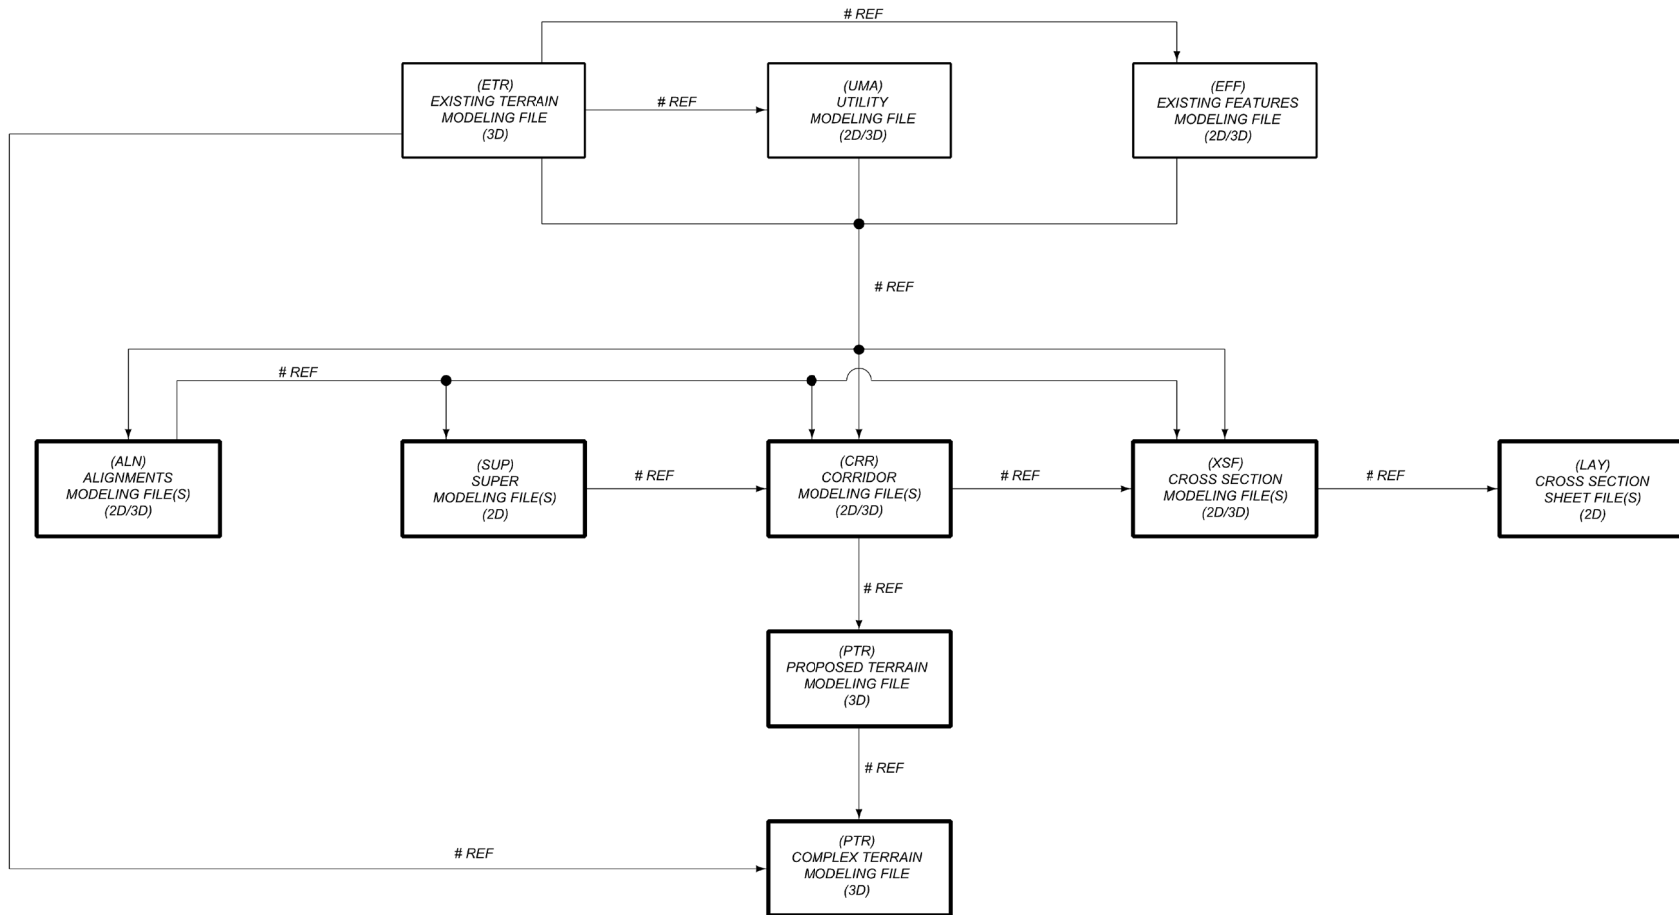 # REF
(ETR)
EXISTING TERRAIN
MODELING FILE
(3D)
# REF
(UMA)
UTILITY
MODELING FILE
(2D/3D)
(EFF)
EXISTING FEATURES
MODELING FILE
(2D/3D)
# REF
# REF
(ALN)
ALIGNMENTS
MODELING FILE(S)
(2D/3D)
(SUP)
SUPER
MODELING FILE(S)
(2D)
# REF
(CRR)
CORRIDOR
MODELING FILE(S)
(2D/3D)
# REF
(XSF)
CROSS SECTION
MODELING FILE(S)
(2D/3D)
# REF
(LAY)
CROSS SECTION
SHEET FILE(S)
(2D)
# REF
(PTR)
PROPOSED TERRAIN
MODELING FILE
(3D)
# REF
# REF
(PTR)
COMPLEX TERRAIN
MODELING FILE
(3D)